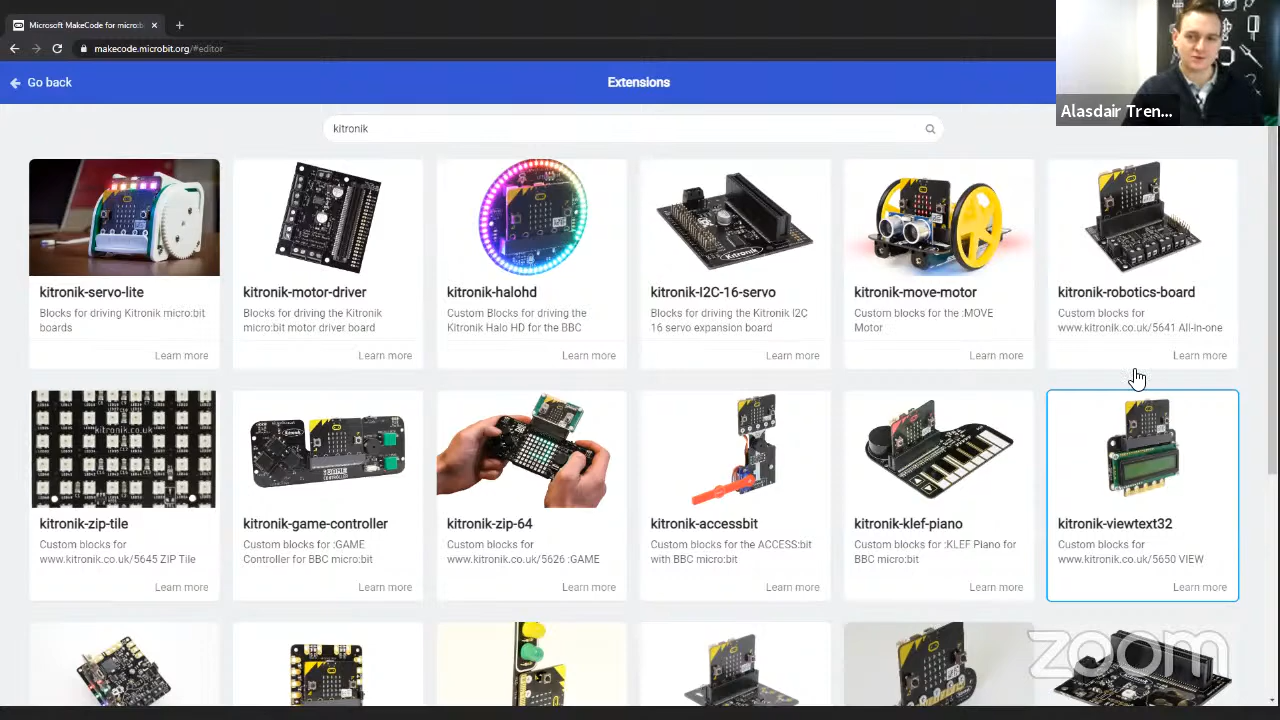 Microsoft MakeCode for micro:b
makecode.microbit.org/#editor
Go back
Extensions
Alasdair Tren...
kitronik
kitronik-servo-lite
Blocks for driving Kitronik micro:bit
boards
Learn more
kitronik-motor-driver
Blocks for driving the Kitronik
micro:bit motor driver board
Learn more
kitronik-halohd
Custom Blocks for driving the
Kitronik Halo HD for the BBC
Learn more
kitronik-I2C-16-servo
Blocks for driving the Kitronik I2C
16 servo expansion board
Learn more
kitronik-move-motor
Custom blocks for the :MOVE
Motor
Learn more
kitronik-robotics-board
Custom blocks for
www.kitronik.co.uk/5641 All-in-one
Learn more
kitronik.co.uk
kitronik-zip-tile
Custom blocks for
www.kitronik.co.uk/5645 ZIP Tile
Learn more
kitronik-game-controller
Custom blocks for :GAME
Controller for BBC micro:bit
Learn more
kitronik-zip-64
Custom blocks for
www.kitronik.co.uk/5626 :GAME
Learn more
kitronik-accessbit
Custom blocks for the ACCESS:bit
with BBC micro:bit
Learn more
kitronik-klef-piano
Custom blocks for :KLEF Piano for
BBC micro:bit
Learn more
kitronik-viewtext32
Custom blocks for
www.kitronik.co.uk/5650 VIEW
Learn more
zoom